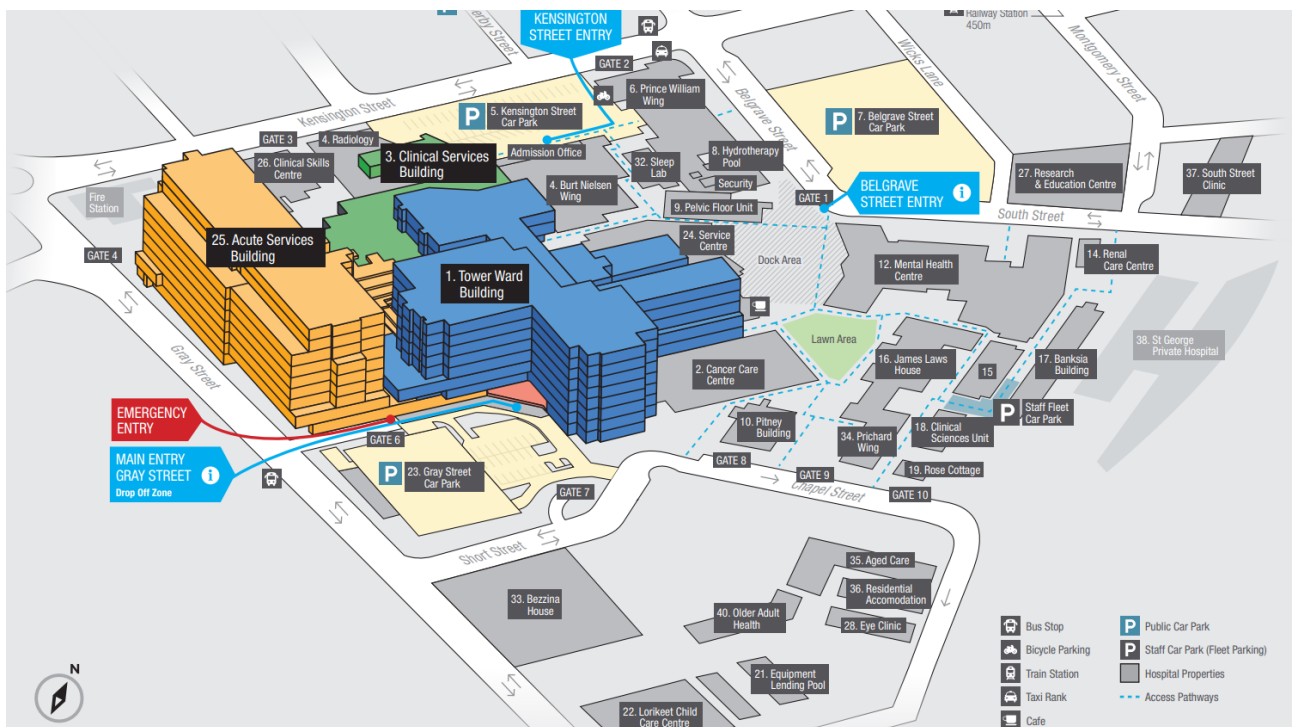 Railway Station
450m
KENSINGTON
STREET ENTRY
Wicks Lane
Montgomery Street
GATE 2
Kensington Street
6. Prince William
Wing
Belgrave Street
P
5. Kensington Street
Car Park
P
7. Belgrave Street
Car Park
GATE 3
4. Radiology
3. Clinical Services
Building
Admission Office
26. Clinical Skills
Centre
32. Sleep
Lab
8. Hydrotherapy
Pool
Security
27. Research
& Education Centre
37. South Street
Clinic
Fire
Station
4. Burt Nielsen
Wing
9. Pelvic Floor Unit
GATE 1
BELGRAVE
STREET ENTRY
i
South Street
25. Acute Services
Building
24. Service
Centre
GATE 4
Dock Area
12. Mental Health
Centre
14. Renal
Care Centre
1. Tower Ward
Building
Lawn Area
38. St George
Private Hospital
Gray Street
2. Cancer Care
Centre
16. James Laws
House
15
17. Banksia
Building
EMERGENCY
ENTRY
P
Staff Fleet
Car Park
10. Pitney
Building
34. Prichard
Wing
18. Clinical
Sciences Unit
GATE 6
MAIN ENTRY
GRAY STREET
i
Drop Off Zone
P
23. Gray Street
Car Park
GATE 8
GATE 9
19. Rose Cottage
GATE 7
Chapel Street
GATE 10
Short Street
35. Aged Care
33. Bezzina
House
36. Residential
Accomodation
40. Older Adult
Health
28. Eye Clinic
21. Equipment
Lending Pool
22. Lorikeet Child
Care Centre
N
Bus Stop
P
Public Car Park
Bicycle Parking
P
Staff Car Park (Fleet Parking)
Train Station
Hospital Properties
Taxi Rank
Access Pathways
Cafe